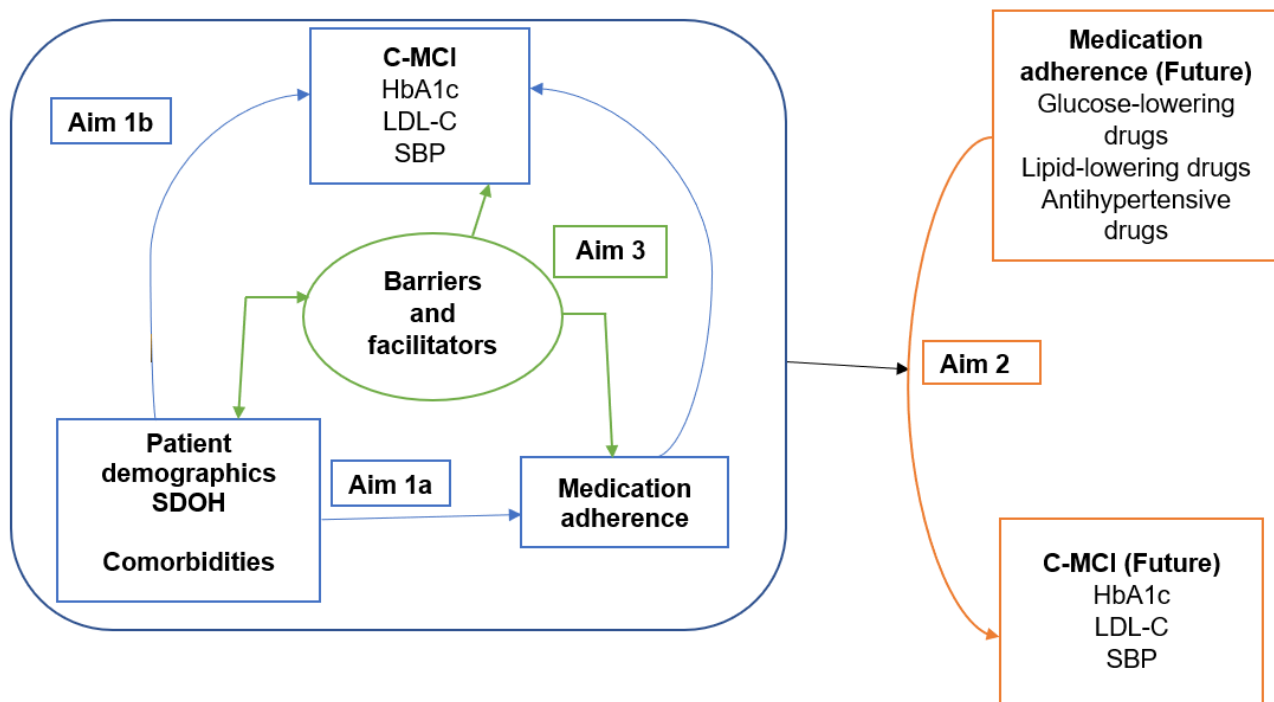 C-MCI
HbA1c
LDL-C
SBP
Aim 1b
Aim 3
Barriers
and
facilitators
Patient
demographics
SDOH
Comorbidities
Aim 1a
Medication
adherence
Medication
adherence (Future)
Glucose-lowering
drugs
Lipid-lowering drugs
Antihypertensive
drugs
Aim 2
C-MCI (Future)
HbA1c
LDL-C
SBP